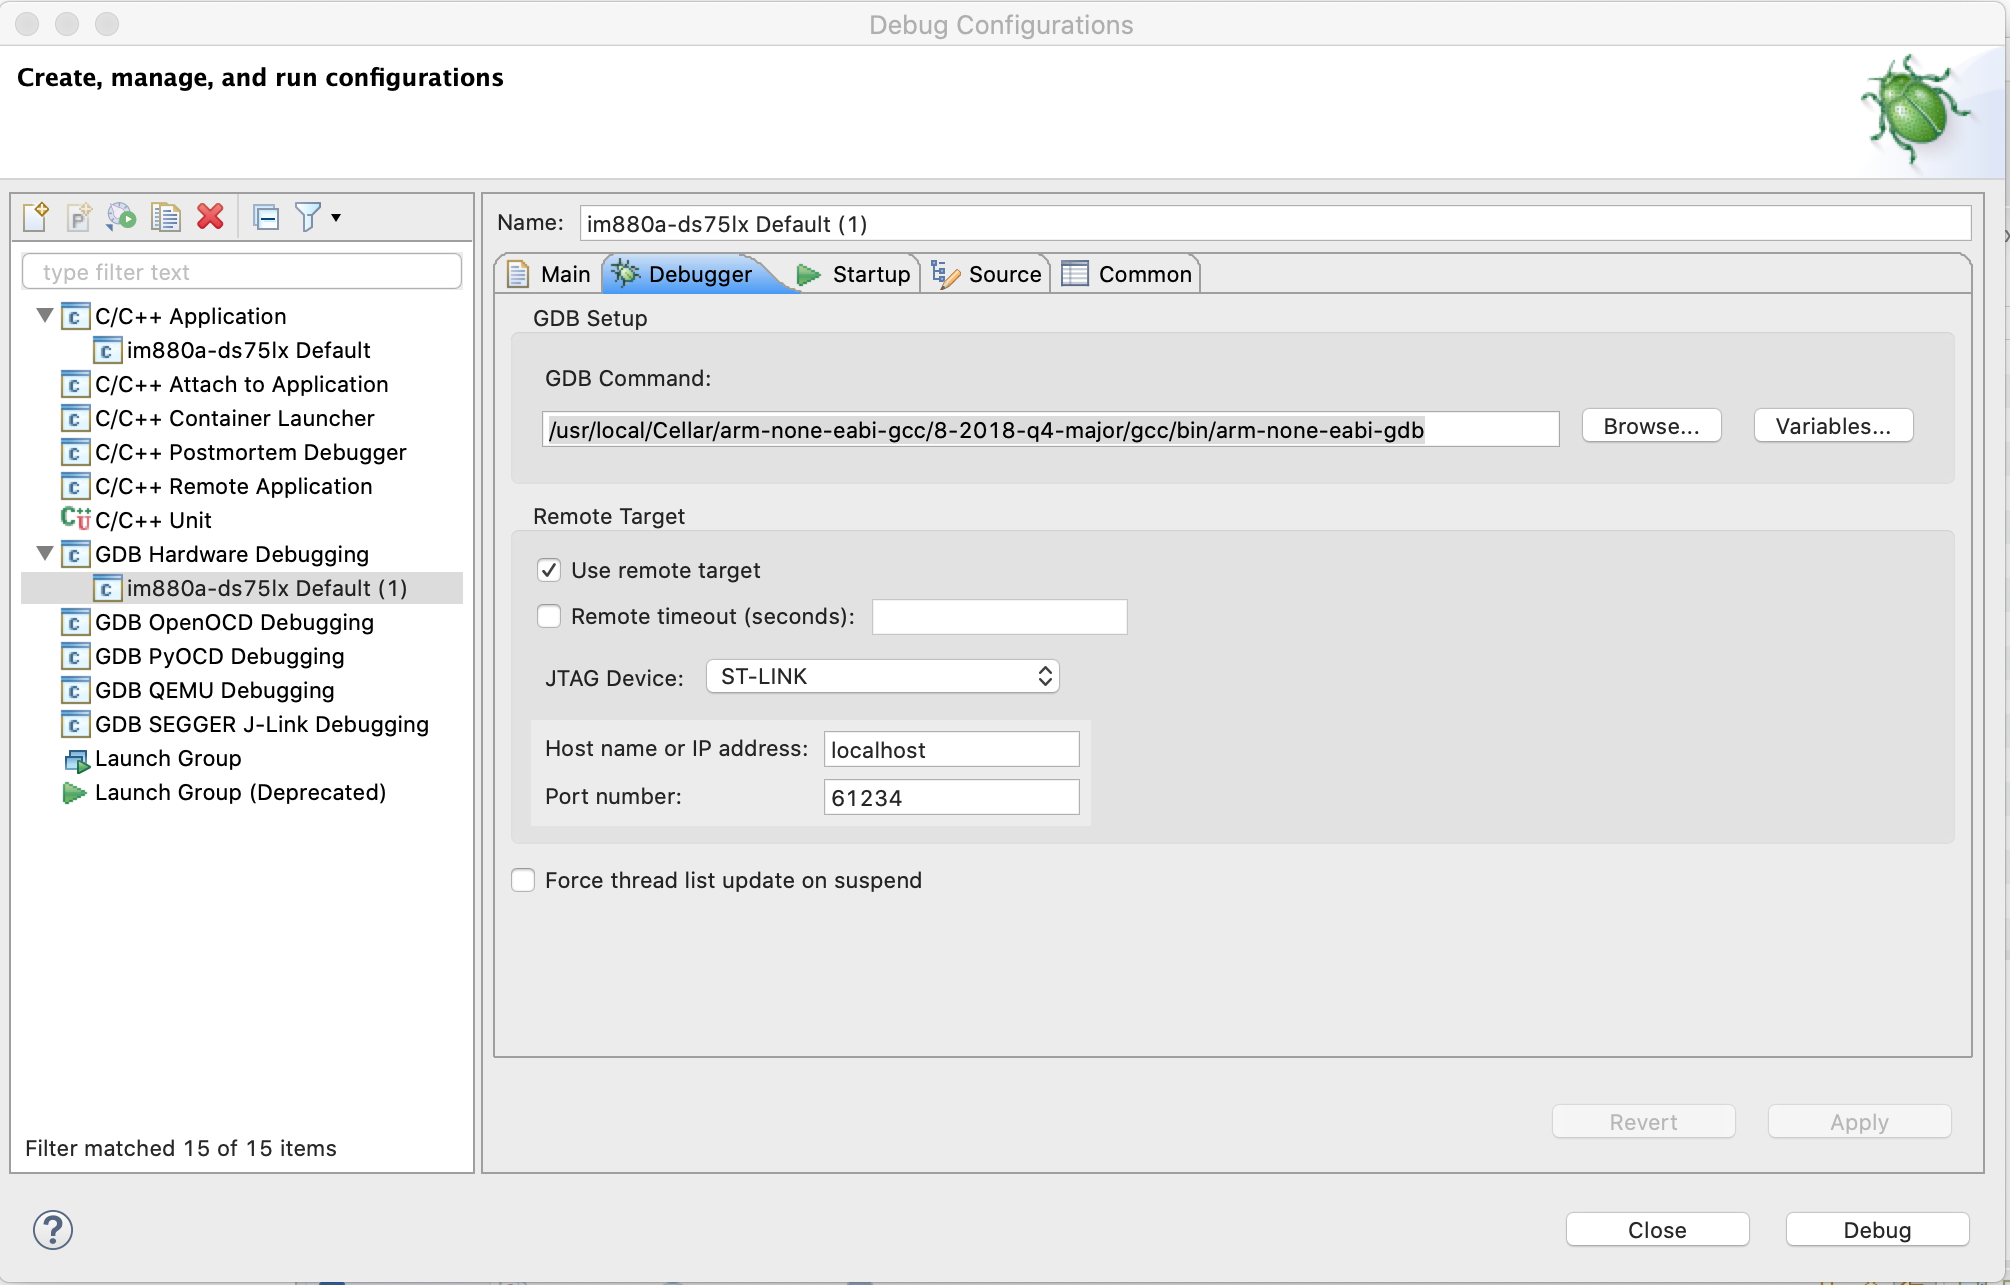 Debug Configurations
Create, manage, and run configurations
type filter text
C/C++ Application
im880a-ds75lx Default
C/C++ Attach to Application
C/C++ Container Launcher
C/C++ Postmortem Debugger
C/C++ Remote Application
C/C++ Unit
GDB Hardware Debugging
im880a-ds75lx Default (1)
GDB OpenOCD Debugging
GDB PyOCD Debugging
GDB QEMU Debugging
GDB SEGGER J-Link Debugging
Launch Group
Launch Group (Deprecated)
Filter matched 15 of 15 items
Name: im880a-ds75lx Default (1)
Main Debugger Startup Source Common
GDB Setup
GDB Command:
/usr/local/Cellar/arm-none-eabi-gcc/8-2018-q4-major/gcc/bin/arm-none-eabi-gdb Browse... Variables...
Remote Target
Use remote target
Remote timeout (seconds):
JTAG Device: ST-LINK
Host name or IP address: localhost
Port number: 61234
Force thread list update on suspend
Revert Apply
Close Debug